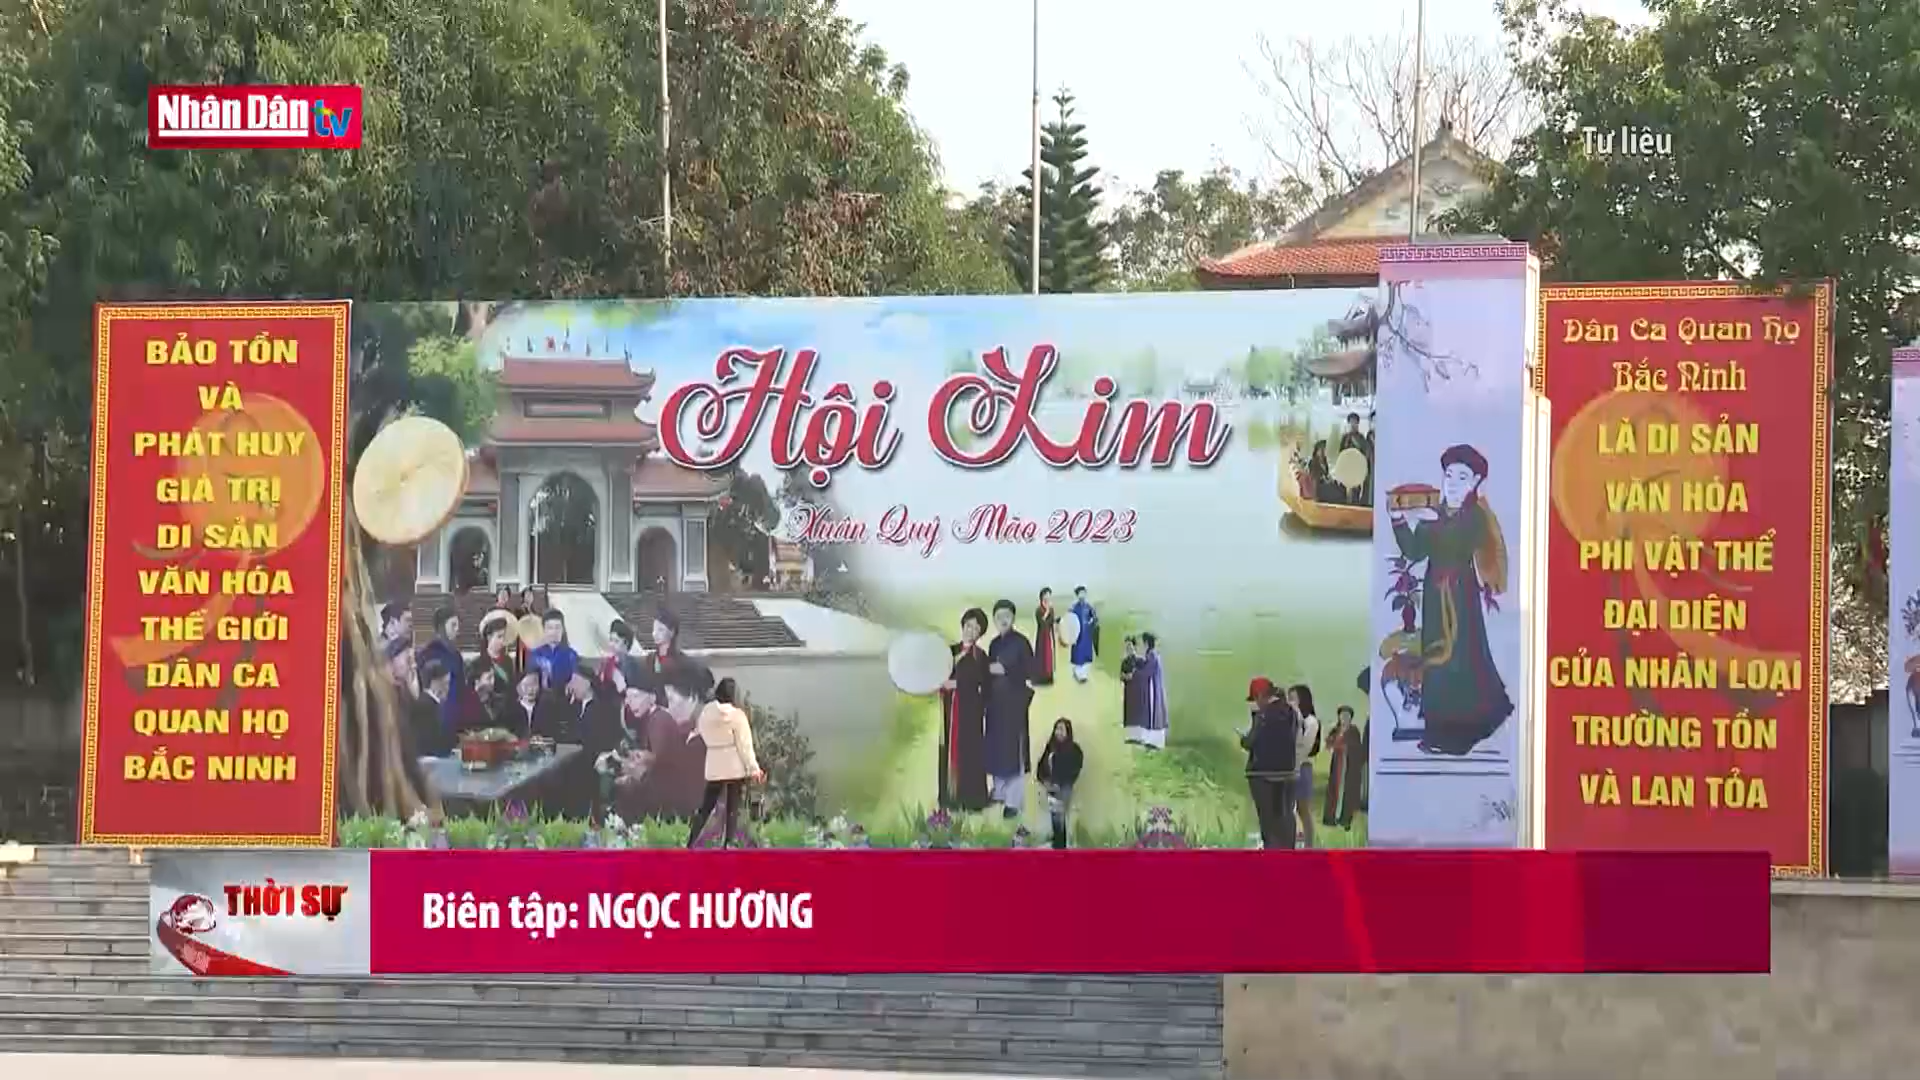 Nhân Dân tv
Tư liệu
BẢO TỒN
VÀ
PHÁT HUY
GIÁ TRỊ
DI SẢN
VĂN HÓA
THẾ GIỚI
DÂN CA
QUAN HỌ
BẮC NINH
Hội Lim
Xuân Quý Mão 2023
Dân Ca Quan Họ
Bắc Ninh
LÀ DI SẢN
VĂN HÓA
PHI VẬT THỂ
ĐẠI DIỆN
CỦA NHÂN LOẠI
TRƯỜNG TỒN
VÀ LAN TỎA
THỜI SỰ
Biên tập: NGỌC HƯƠNG